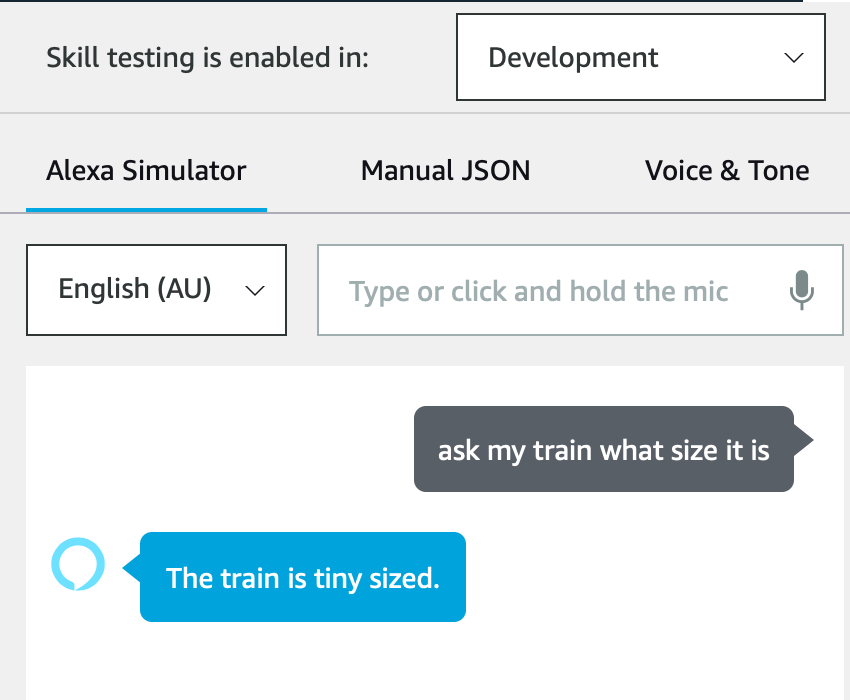 Skill testing is enabled in: Development
Alexa Simulator Manual JSON Voice & Tone
English (AU) Type or click and hold the mic
ask my train what size it is
The train is tiny sized.